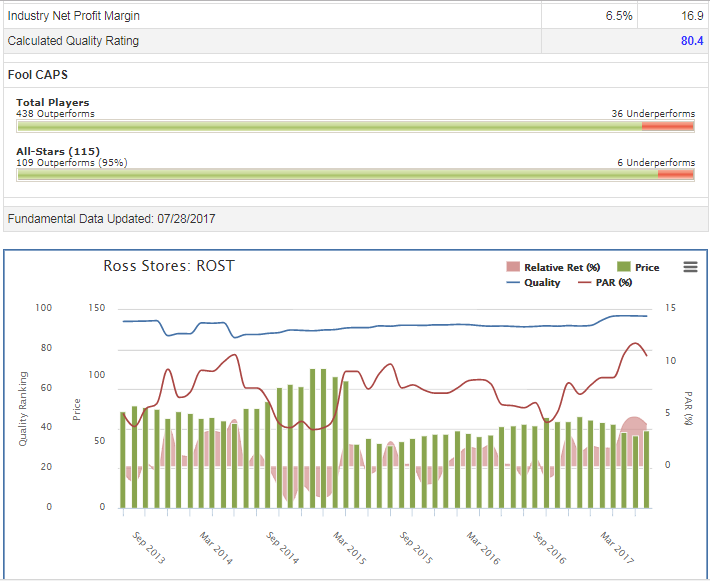 Industry Net Profit Margin 6.5% 16.9
Calculated Quality Rating 80.4
Fool CAPS
Total Players
438 Outperforms 36 Underperforms
All-Stars (115)
109 Outperforms (95%) 6 Underperforms
Fundamental Data Updated: 07/28/2017
Ross Stores: ROST
Relative Ret (%) Price
Quality PAR (%)
100 150 15
80
100 10
60
Quality Ranking
Price
PAR (%)
40
50 5
20
0
0 0
Sep 2013 Mar 2014 Sep 2014 Mar 2015 Sep 2015 Mar 2016 Sep 2016 Mar 2017